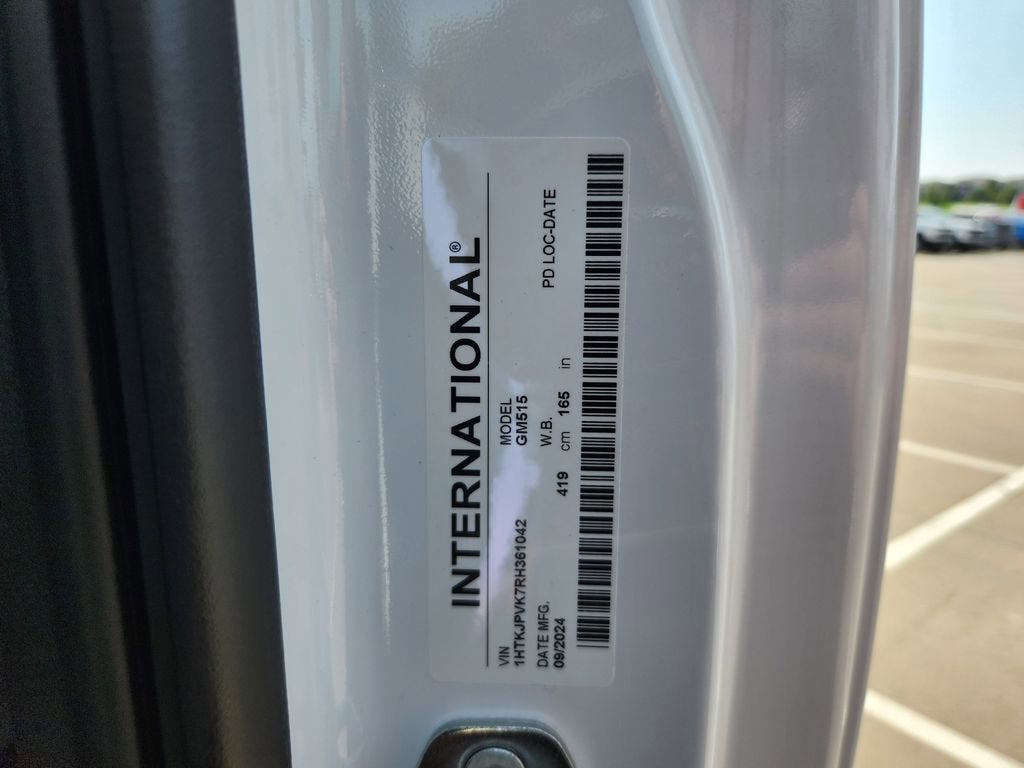 INTERNATIONAL®
VIN MODEL
1HTKJPVK7RH361042 GM515
DATE MFG. W.B. PD LOC-DATE
09/2024 419 cm 165 in